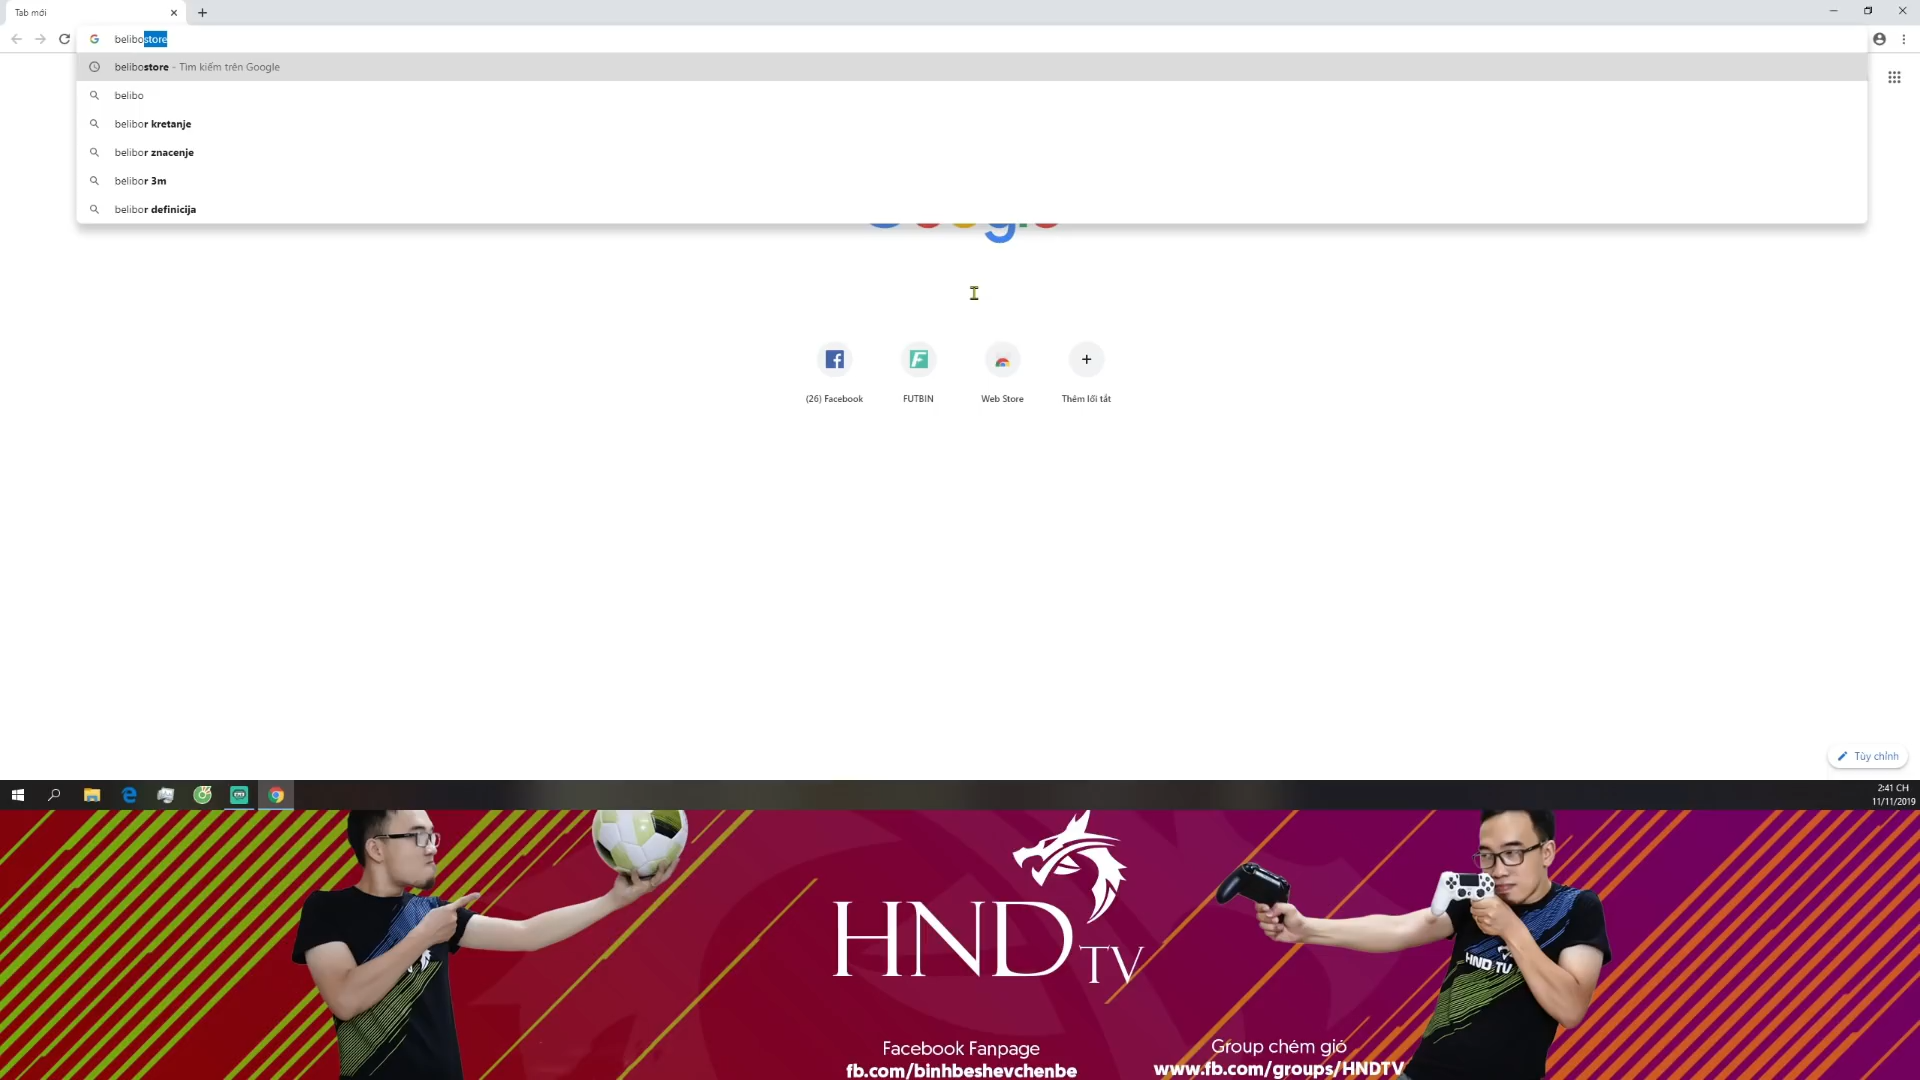 Tab mới
belibostore
belibostore - Tìm kiếm trên Google
belibo
belibor kretanje
belibor znacenje
belibor 3m
belibor definicija
(26) Facebook
FUTBIN
Web Store
Thêm lối tắt
Tùy chỉnh
2:41 CH
11/11/2019
HND TV
HND TV
Facebook Fanpage
fb.com/binhbeshevchenbe
Group chém gió
www.fb.com/groups/HNDTV